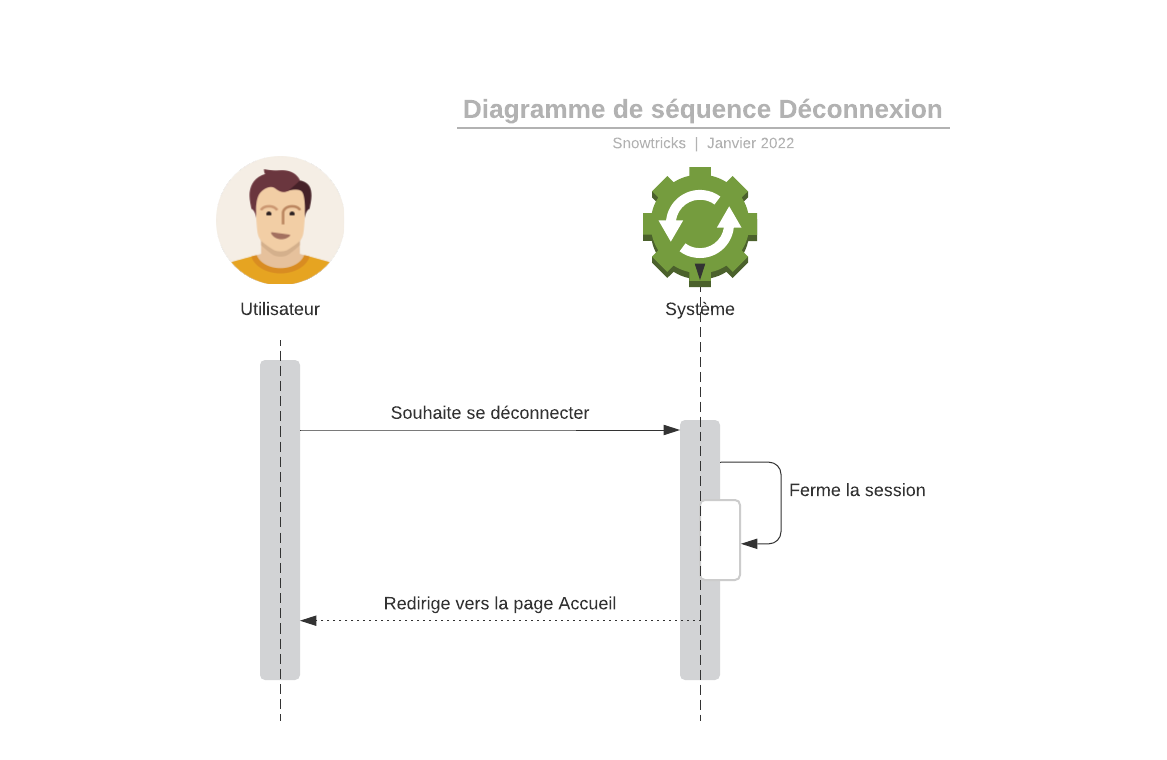 Diagramme de séquence Déconnexion
Snowtricks | Janvier 2022
Utilisateur
Système
Souhaite se déconnecter
Ferme la session
Redirige vers la page Accueil